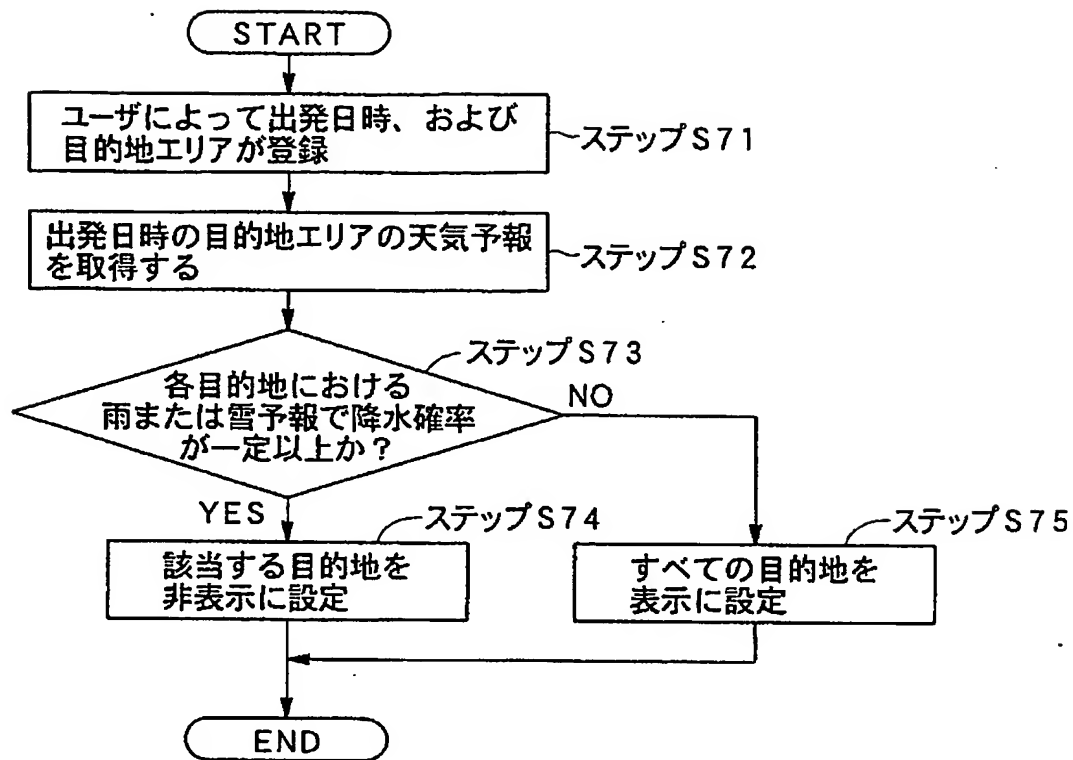 START
ユーザによって出発日時、および
目的地エリアが登録
ステップS71
出発日時の目的地エリアの天気予報
を取得する
ステップS72
ステップS73
各目的地における
雨または雪予報で降水確率
が一定以上か？
NO
YES
ステップS74
ステップS75
該当する目的地を
非表示に設定
すべての目的地を
表示に設定
END